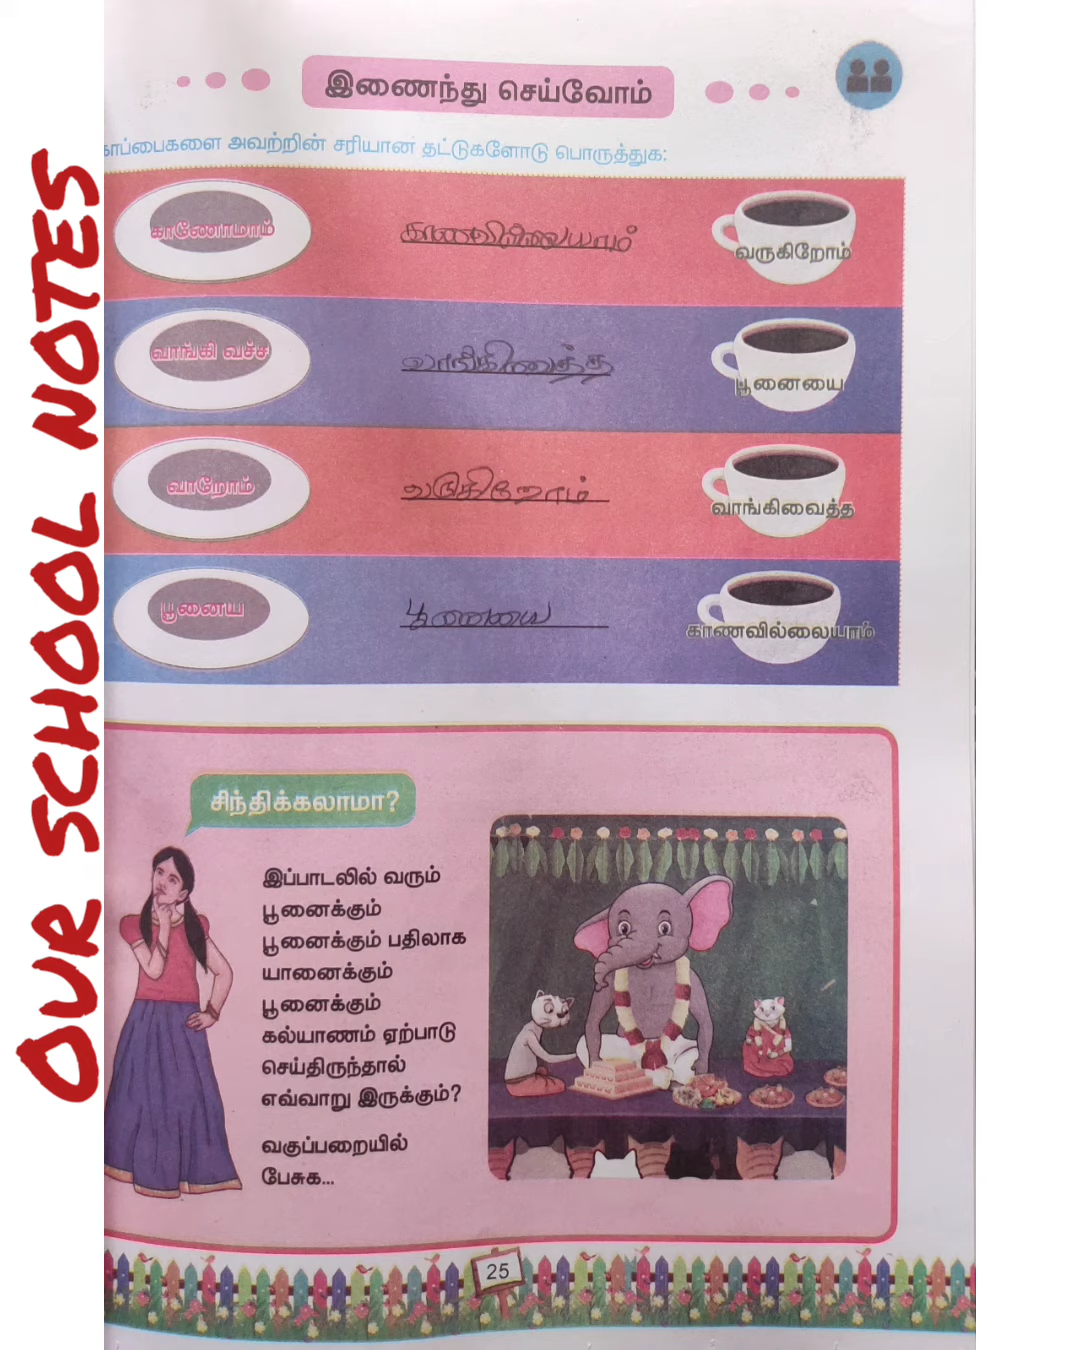 OUR SCHOOL NOTES
இணைந்து செய்வோம்
காப்பைகளை அவற்றின் சரியான தட்டுகளோடு பொருத்துக:
காணோமாம் காணவில்லையாம் வருகிறோம்
வாங்கி வச்ச வாங்கிவைத்த பூனையை
வாறோம் வருகிறோம் வாங்கிவைத்த
பூனைய பூனையை காணவில்லையாம்
சிந்திக்கலாமா?
இப்பாடலில் வரும்
பூனைக்கும்
பூனைக்கும் பதிலாக
யானைக்கும்
பூனைக்கும்
கல்யாணம் ஏற்பாடு
செய்திருந்தால்
எவ்வாறு இருக்கும்?
வகுப்பறையில்
பேசுக...
25